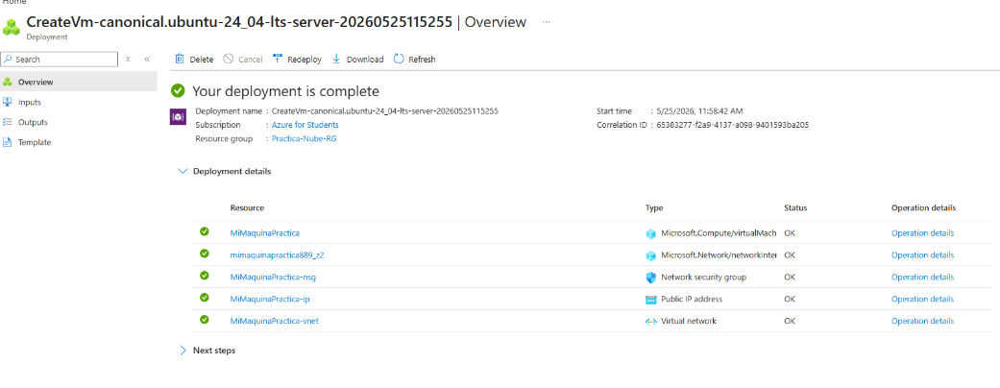 Home
CreateVm-canonical.ubuntu-24_04-lts-server-20260525115255 | Overview ...
Deployment
Search
Delete Cancel Redeploy Download Refresh
Overview
Inputs
Outputs
Template
Your deployment is complete
Deployment name : CreateVm-canonical.ubuntu-24_04-lts-server-20260525115255
Subscription : Azure for Students
Resource group : Practica-Nube-RG
Start time : 5/25/2026, 11:58:42 AM
Correlation ID : 65383277-f2a9-4137-a098-9401593ba205
Deployment details
Resource Type Status Operation details
MiMaquinaPractica Microsoft.Compute/virtualMach OK Operation details
mimaquinapractica889_z2 Microsoft.Network/networkInter OK Operation details
MiMaquinaPractica-nsg Network security group OK Operation details
MiMaquinaPractica-ip Public IP address OK Operation details
MiMaquinaPractica-vnet Virtual network OK Operation details
Next steps